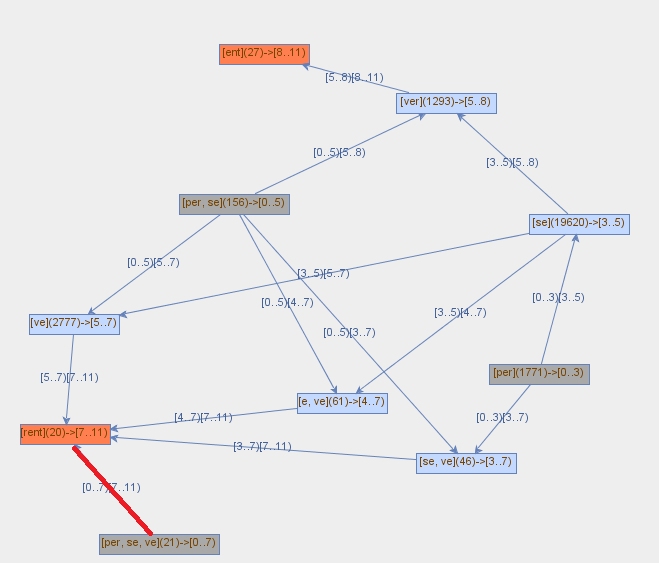 [ent](27)->[8..11)
[5..8)[8..11)
[ver](1293)->[5..8)
[0..5)[5..8)
[3..5)[5..8)
[per, se](156)->[0..5)
[se](19620)->[3..5)
[0..5)[5..7)
[3..5)[5..7)
[0..5)[4..7)
[0..3)[3..5)
[3..5)[4..7)
[ve](2777)->[5..7)
[0..5)[3..7)
[5..7)[7..11)
[per](1771)->[0..3)
[e, ve](61)->[4..7)
[4..7)[7..11)
[0..3)[3..7)
[rent](20)->[7..11)
[3..7)[7..11)
[se, ve](46)->[3..7)
[0..7)[7..11)
[per, se, ve](21)->[0..7)